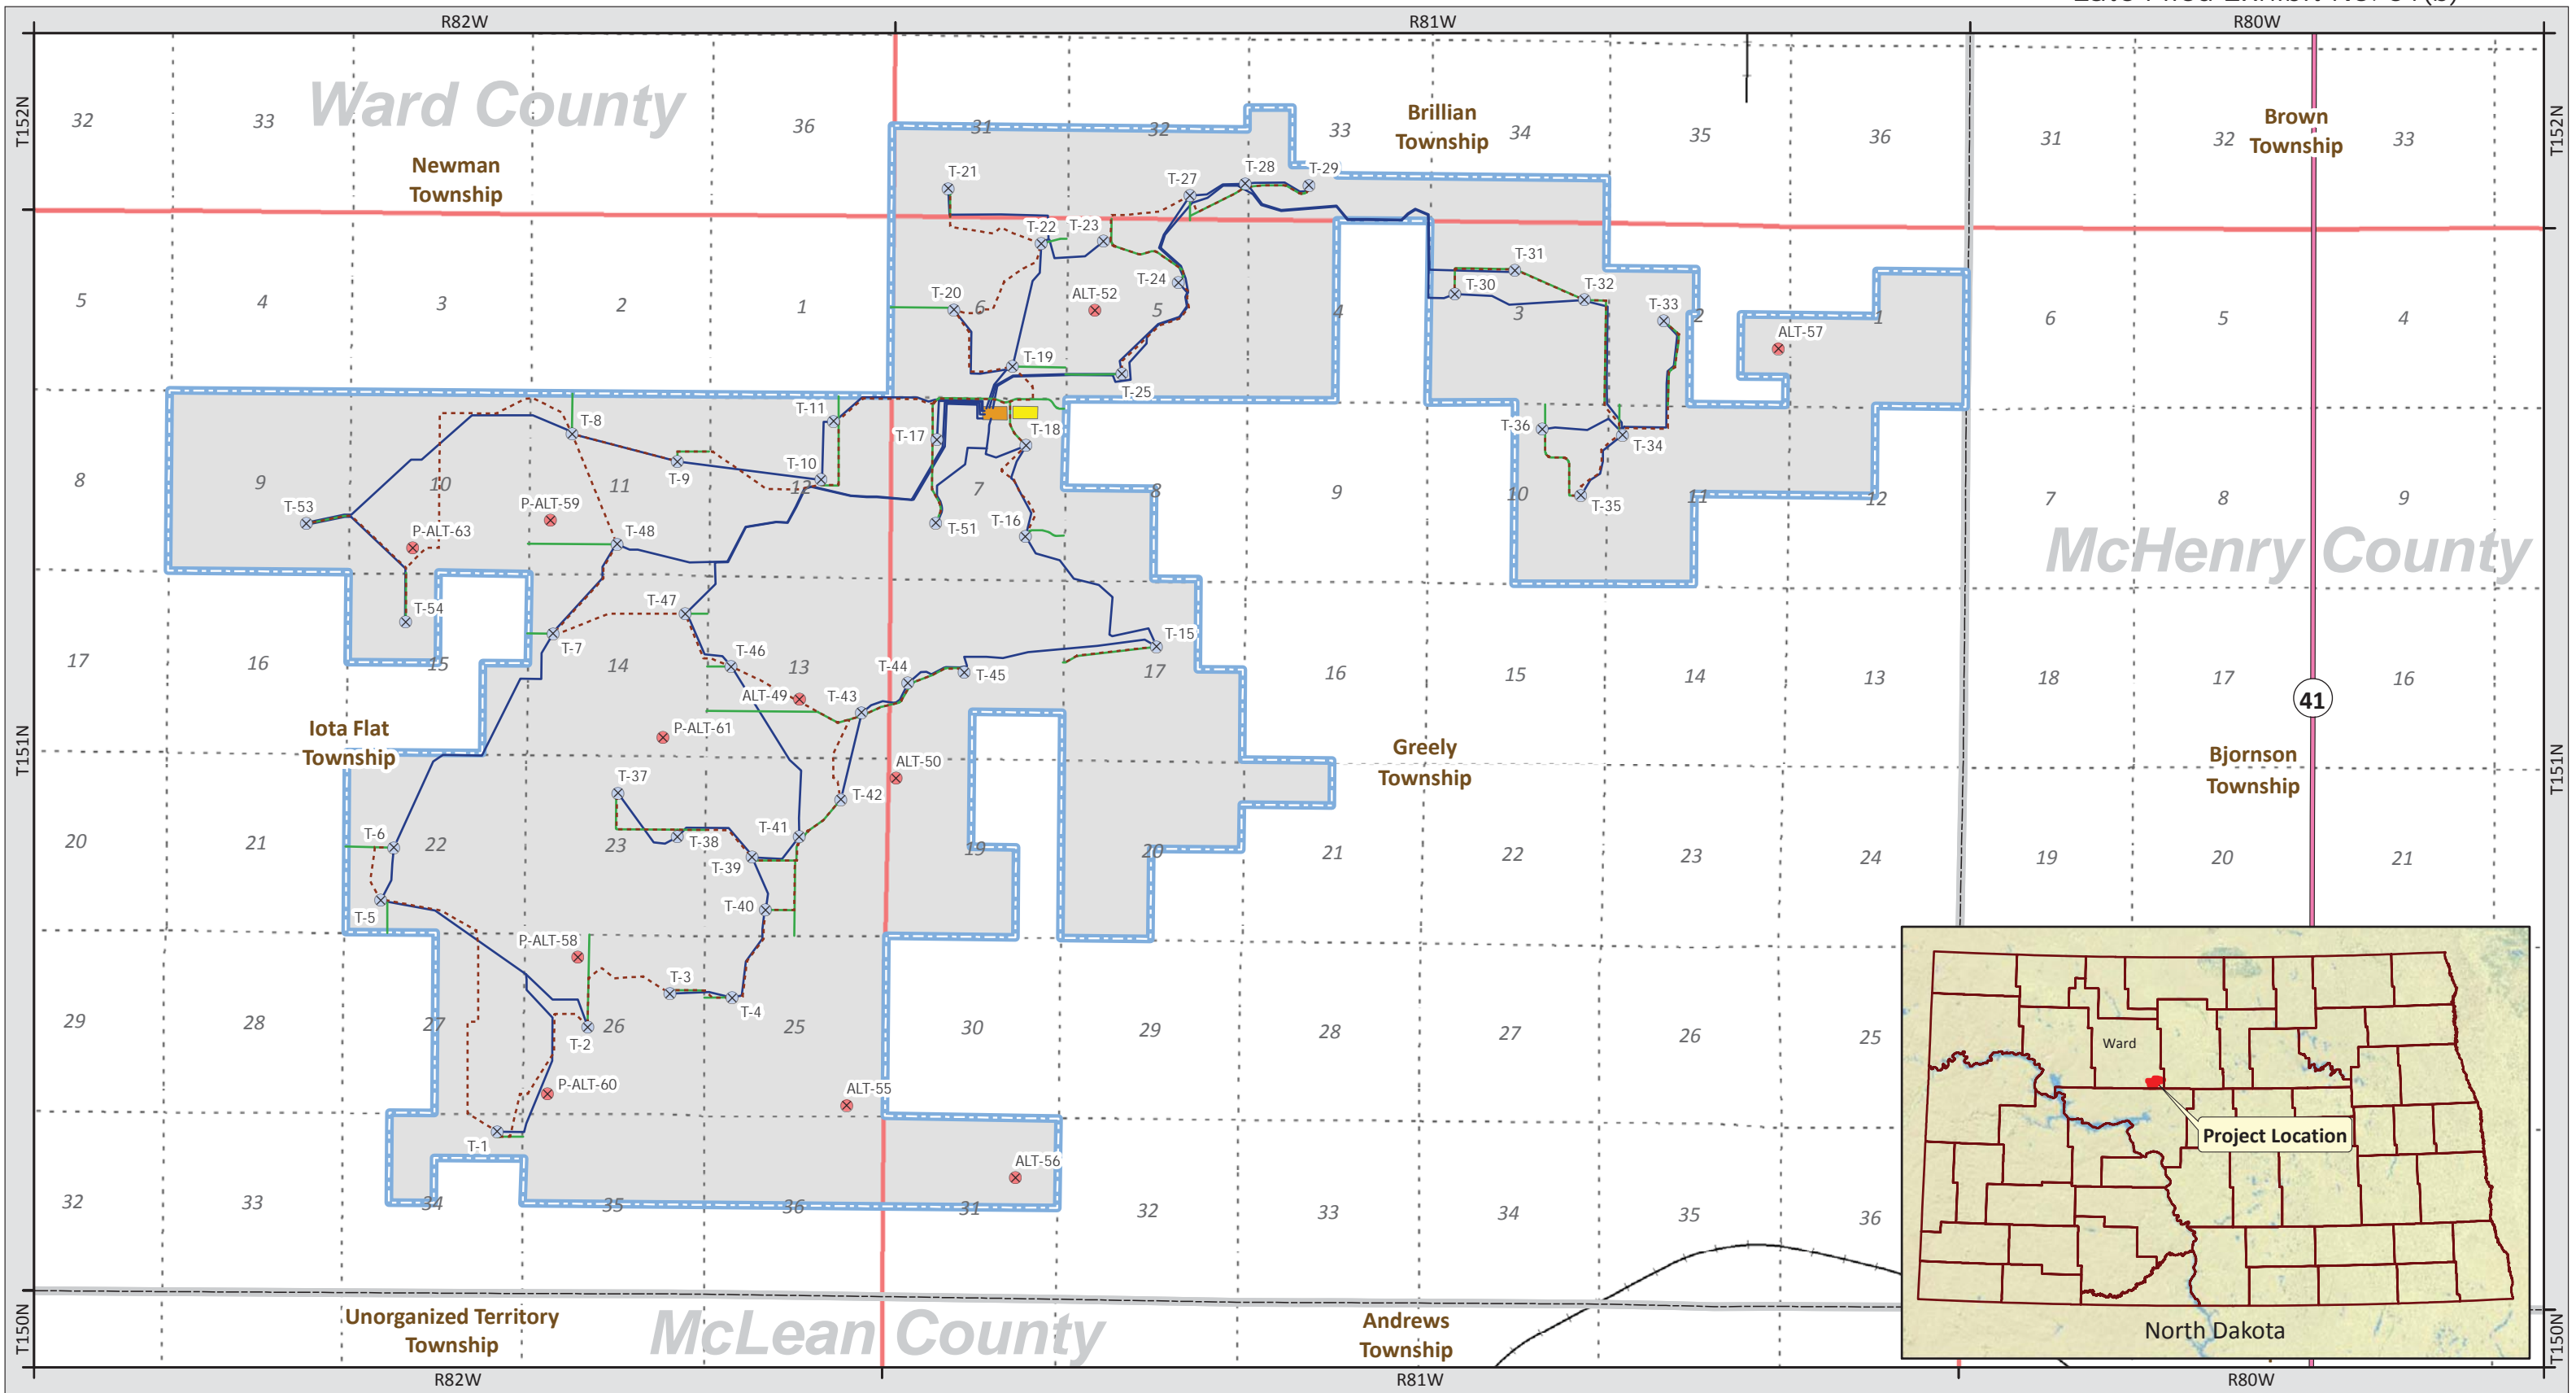 R82W
R81W
R80W
T152N
T152N
Ward County
32
33
36
31
32
33
34
35
36
31
32
33
Brillian
Township
Brown
Township
Newman
Township
T-21
T-27
T-28
T-29
T-22
T-23
T-24
T-31
T-30
T-32
T-33
T-20
ALT-52
ALT-57
5
4
3
2
1
6
5
4
3
2
1
6
5
4
T-19
T-25
T-11
T-8
T-17
T-18
T-36
T-34
T-9
T-10
8
9
10
11
12
7
8
9
10
11
12
7
8
9
T-53
P-ALT-59
P-ALT-63
T-48
T-51
T-16
T-35
McHenry County
T-54
T-47
T-7
T-15
T-46
T-44
T-45
17
16
15
14
13
17
16
15
14
13
18
17
16
ALT-49
T-43
41
P-ALT-61
Iota Flat
Township
T151N
Greely
Township
Bjornson
Township
T151N
ALT-50
T-37
T-42
T-6
T-38
T-41
T-39
20
21
22
23
19
20
21
22
23
24
19
20
21
T-5
T-40
P-ALT-58
T-3
T-4
T-2
29
28
27
26
25
30
29
28
27
26
25
P-ALT-60
ALT-55
T-1
ALT-56
32
33
34
35
36
31
32
33
34
35
36
Ward
Project Location
North Dakota
Unorganized Territory
Township
McLean County
Andrews
Township
T150N
T150N
R82W
R81W
R80W